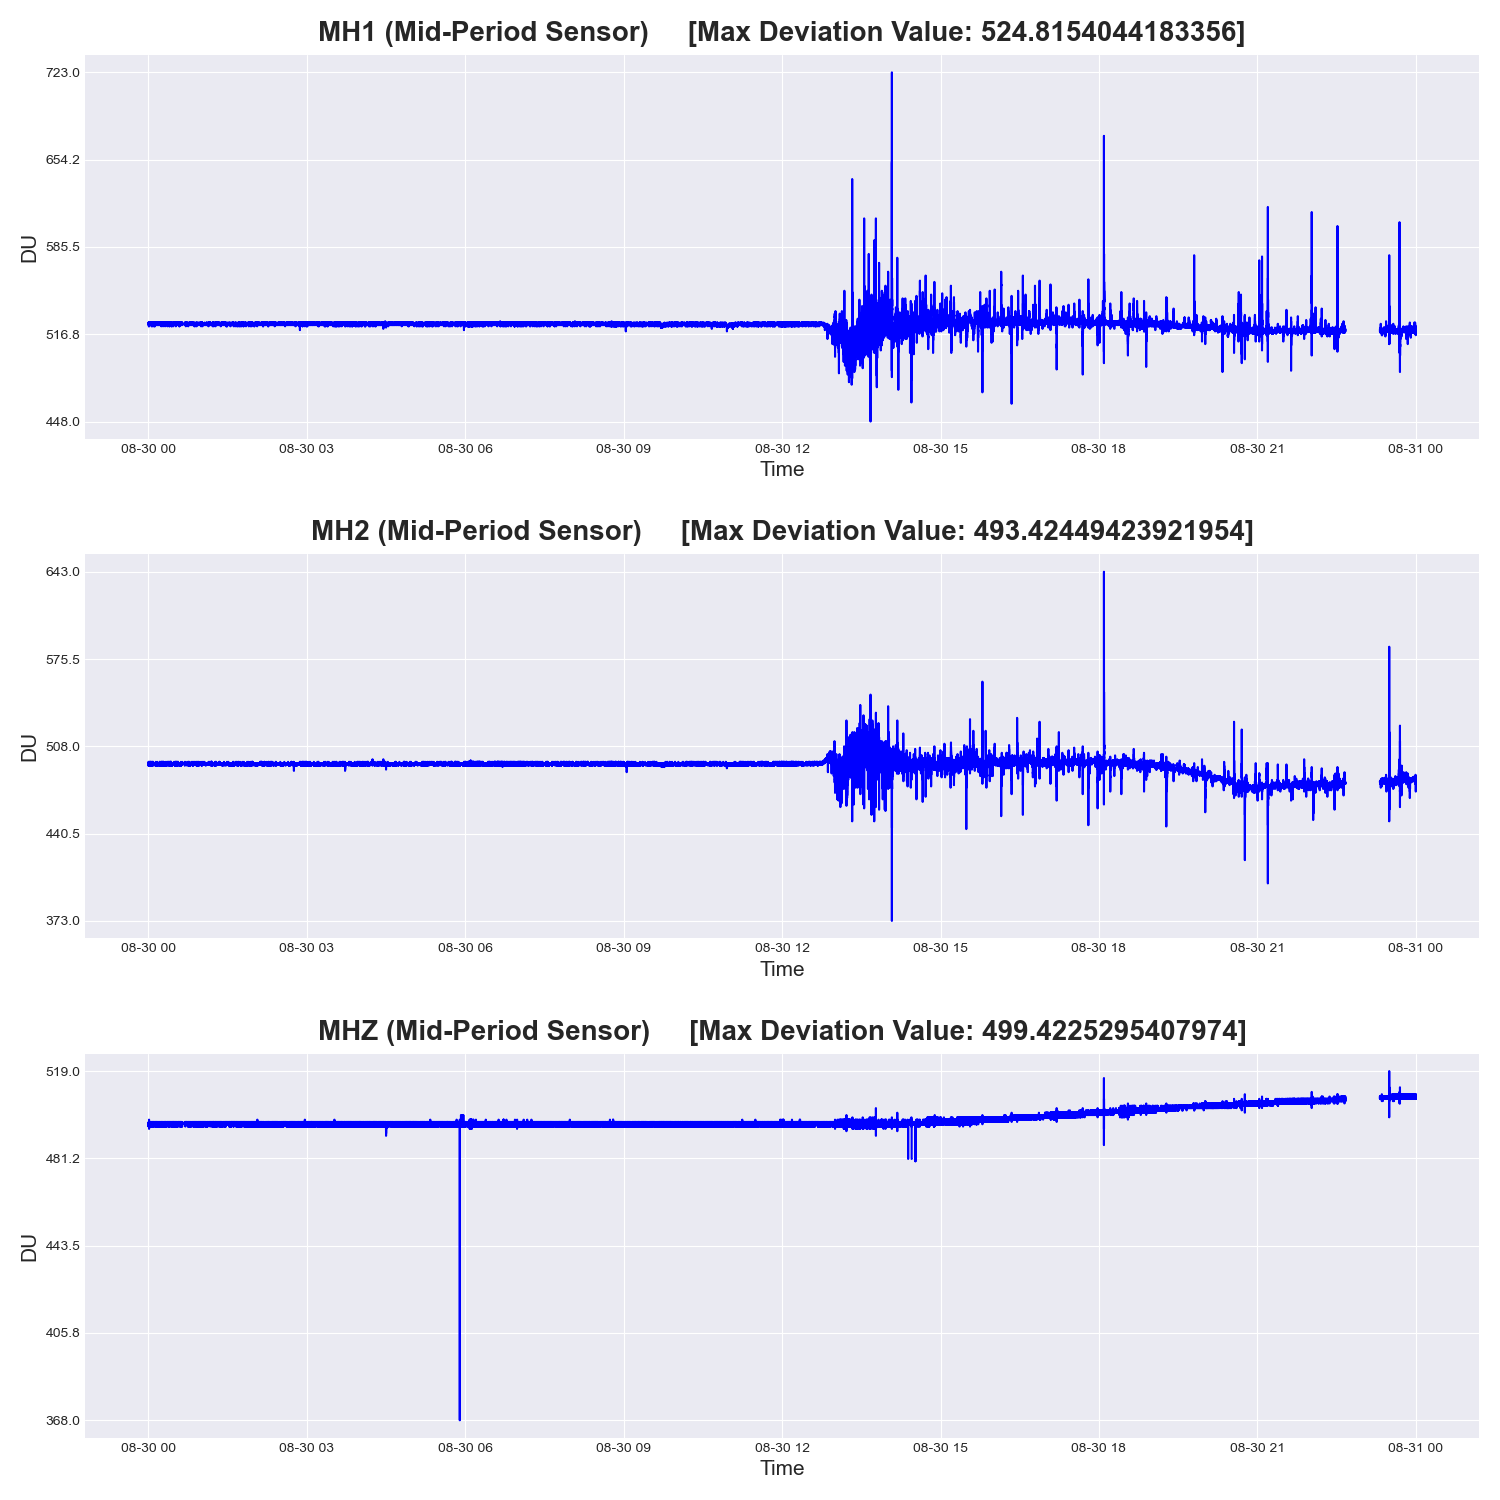 MH1 (Mid-Period Sensor) [Max Deviation Value: 524.8154044183356]
723.0
654.2
585.5
516.8
448.0
DU
08-30 00 08-30 03 08-30 06 08-30 09 08-30 12 08-30 15 08-30 18 08-30 21 08-31 00
Time
MH2 (Mid-Period Sensor) [Max Deviation Value: 493.42449423921954]
643.0
575.5
508.0
440.5
373.0
DU
08-30 00 08-30 03 08-30 06 08-30 09 08-30 12 08-30 15 08-30 18 08-30 21 08-31 00
Time
MHZ (Mid-Period Sensor) [Max Deviation Value: 499.4225295407974]
519.0
481.2
443.5
405.8
368.0
DU
08-30 00 08-30 03 08-30 06 08-30 09 08-30 12 08-30 15 08-30 18 08-30 21 08-31 00
Time